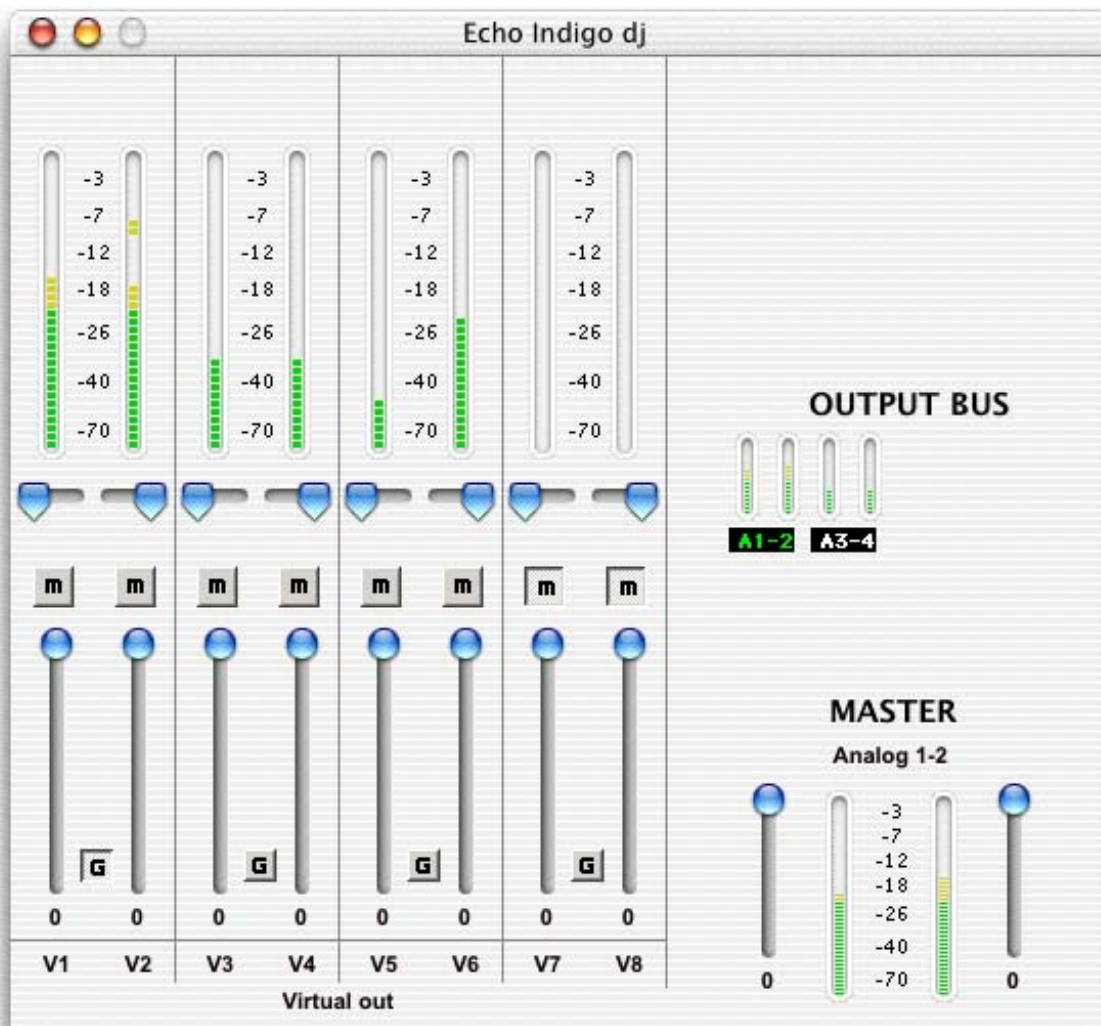 Echo Indigo dj
-3 -3 -3 -3
-7 -7 -7 -7
-12 -12 -12 -12
-18 -18 -18 -18
-26 -26 -26 -26
-40 -40 -40 -40
-70 -70 -70 -70
OUTPUT BUS
A1-2 A3-4
m m m m m m m m
MASTER
Analog 1-2
-3
-7
-12
-18
-26
-40
-70
0 0
G G G G
0 0 0 0 0 0 0 0
V1 V2 V3 V4 V5 V6 V7 V8
Virtual out